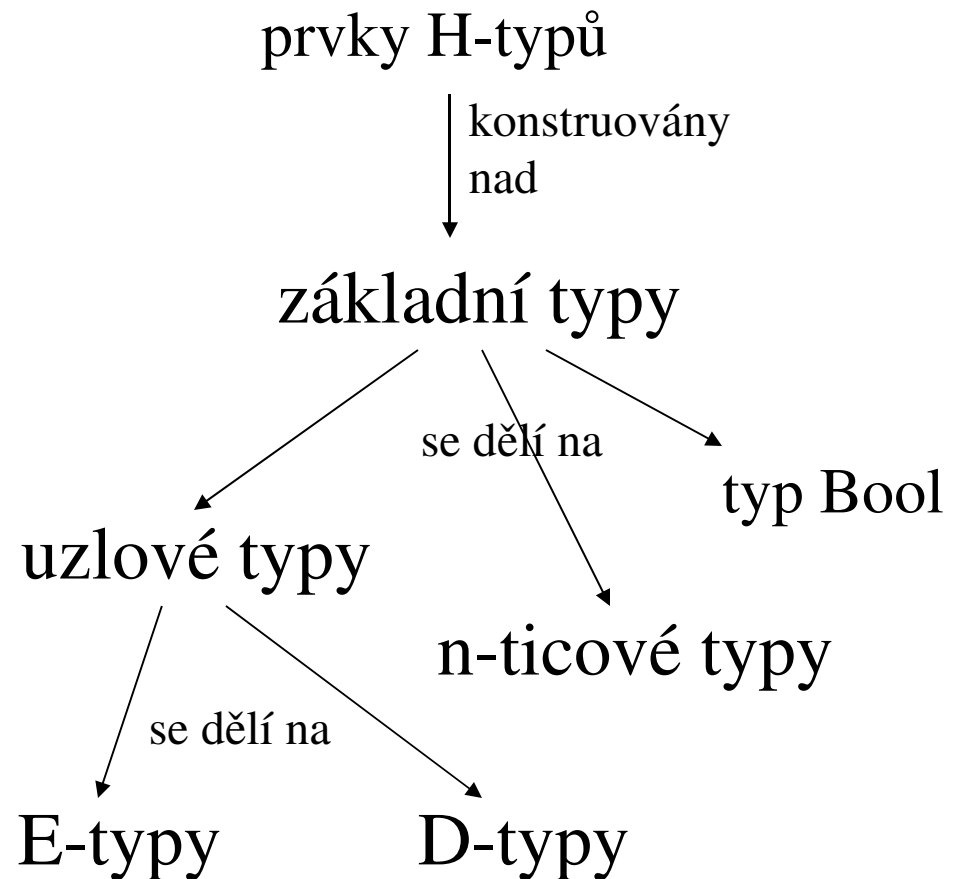 prvky H-typů
konstruovány
nad
základní typy
se dělí na
typ Bool
uzlové typy
n-ticové typy
se dělí na
E-typy
D-typy